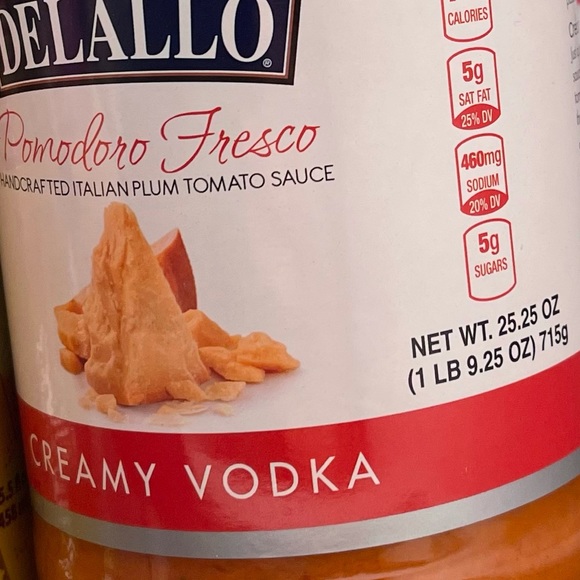 DELALLO
®
Pomodoro Fresco
HANDCRAFTED ITALIAN PLUM TOMATO SAUCE
CALORIES
5g
SAT FAT
25% DV
460mg
SODIUM
20% DV
5g
SUGARS
NET WT. 25.25 OZ
(1 LB 9.25 OZ) 715g
CREAMY VODKA